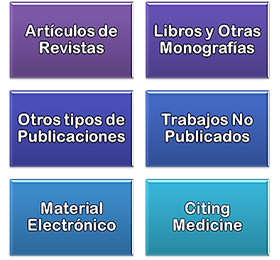 Artículos de
Revistas
Libros y Otras
Monografías
Otros tipos de
Publicaciones
Trabajos No
Publicados
Material
Electrónico
Citing
Medicine